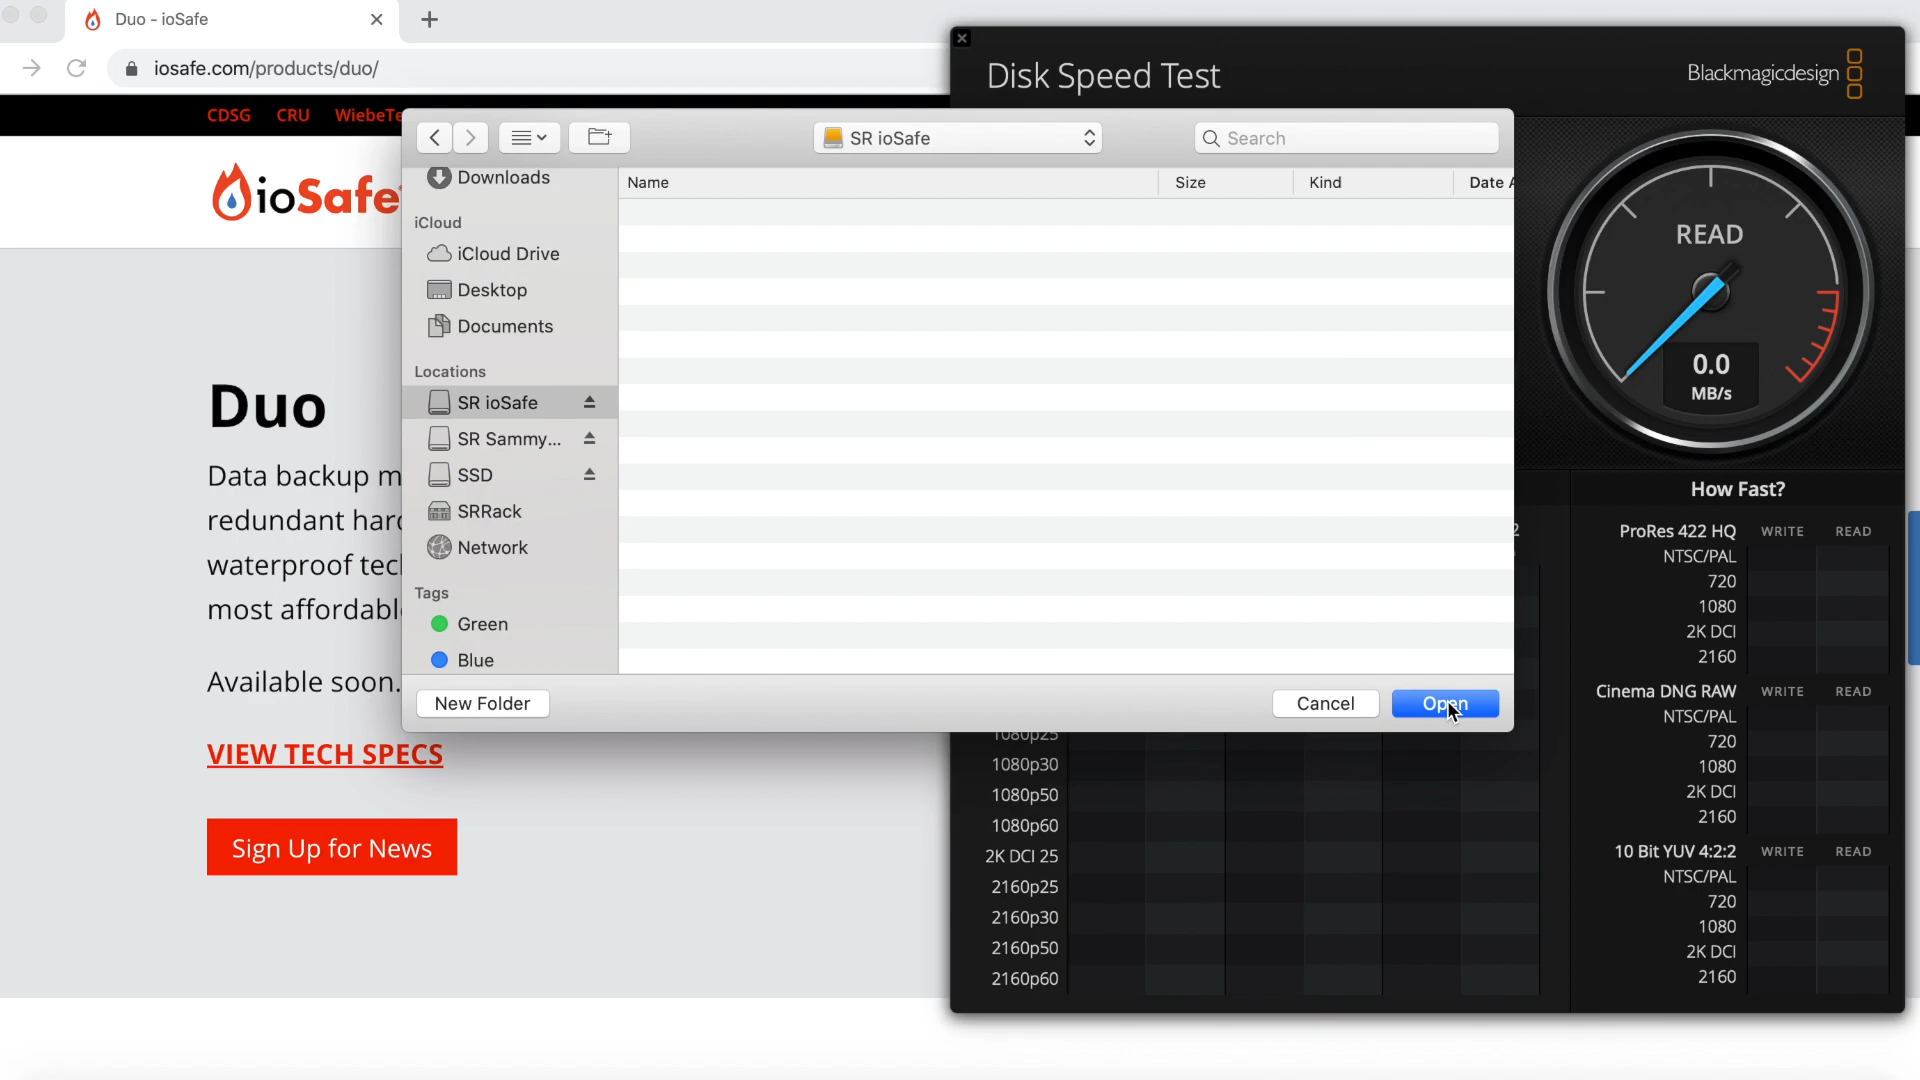 Duo - ioSafe
iosafe.com/products/duo/
CDSG CRU WiebeTe
ioSafe
Duo
Data backup m
redundant hard
waterproof tec
most affordabl
Available soon.
VIEW TECH SPECS
Sign Up for News
SR ioSafe
Search
Downloads
iCloud
iCloud Drive
Desktop
Documents
Locations
SR ioSafe
SR Sammy...
SSD
SRRack
Network
Tags
Green
Blue
Name Size Kind Date A
New Folder
Cancel Open
Disk Speed Test
Blackmagicdesign
READ
0.0
MB/s
How Fast?
ProRes 422 HQ WRITE READ
NTSC/PAL
720
1080
2K DCI
2160
Cinema DNG RAW WRITE READ
NTSC/PAL
720
1080
2K DCI
2160
10 Bit YUV 4:2:2 WRITE READ
NTSC/PAL
720
1080
2K DCI
2160
1080p25
1080p30
1080p50
1080p60
2K DCI 25
2160p25
2160p30
2160p50
2160p60